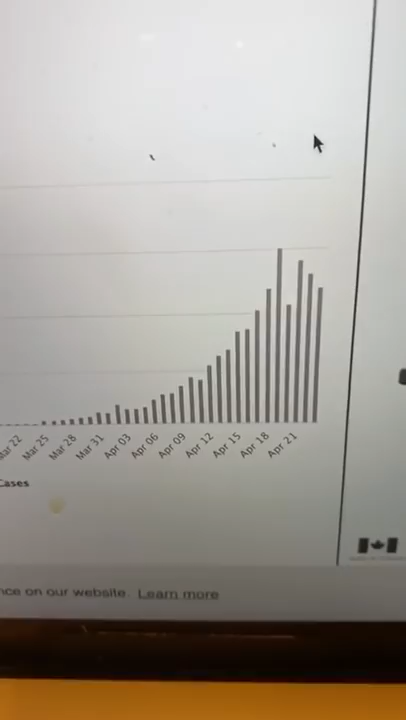 Mar 22
Mar 25
Mar 28
Mar 31
Apr 03
Apr 06
Apr 09
Apr 12
Apr 15
Apr 18
Apr 21
Cases
nce on our website. Learn more